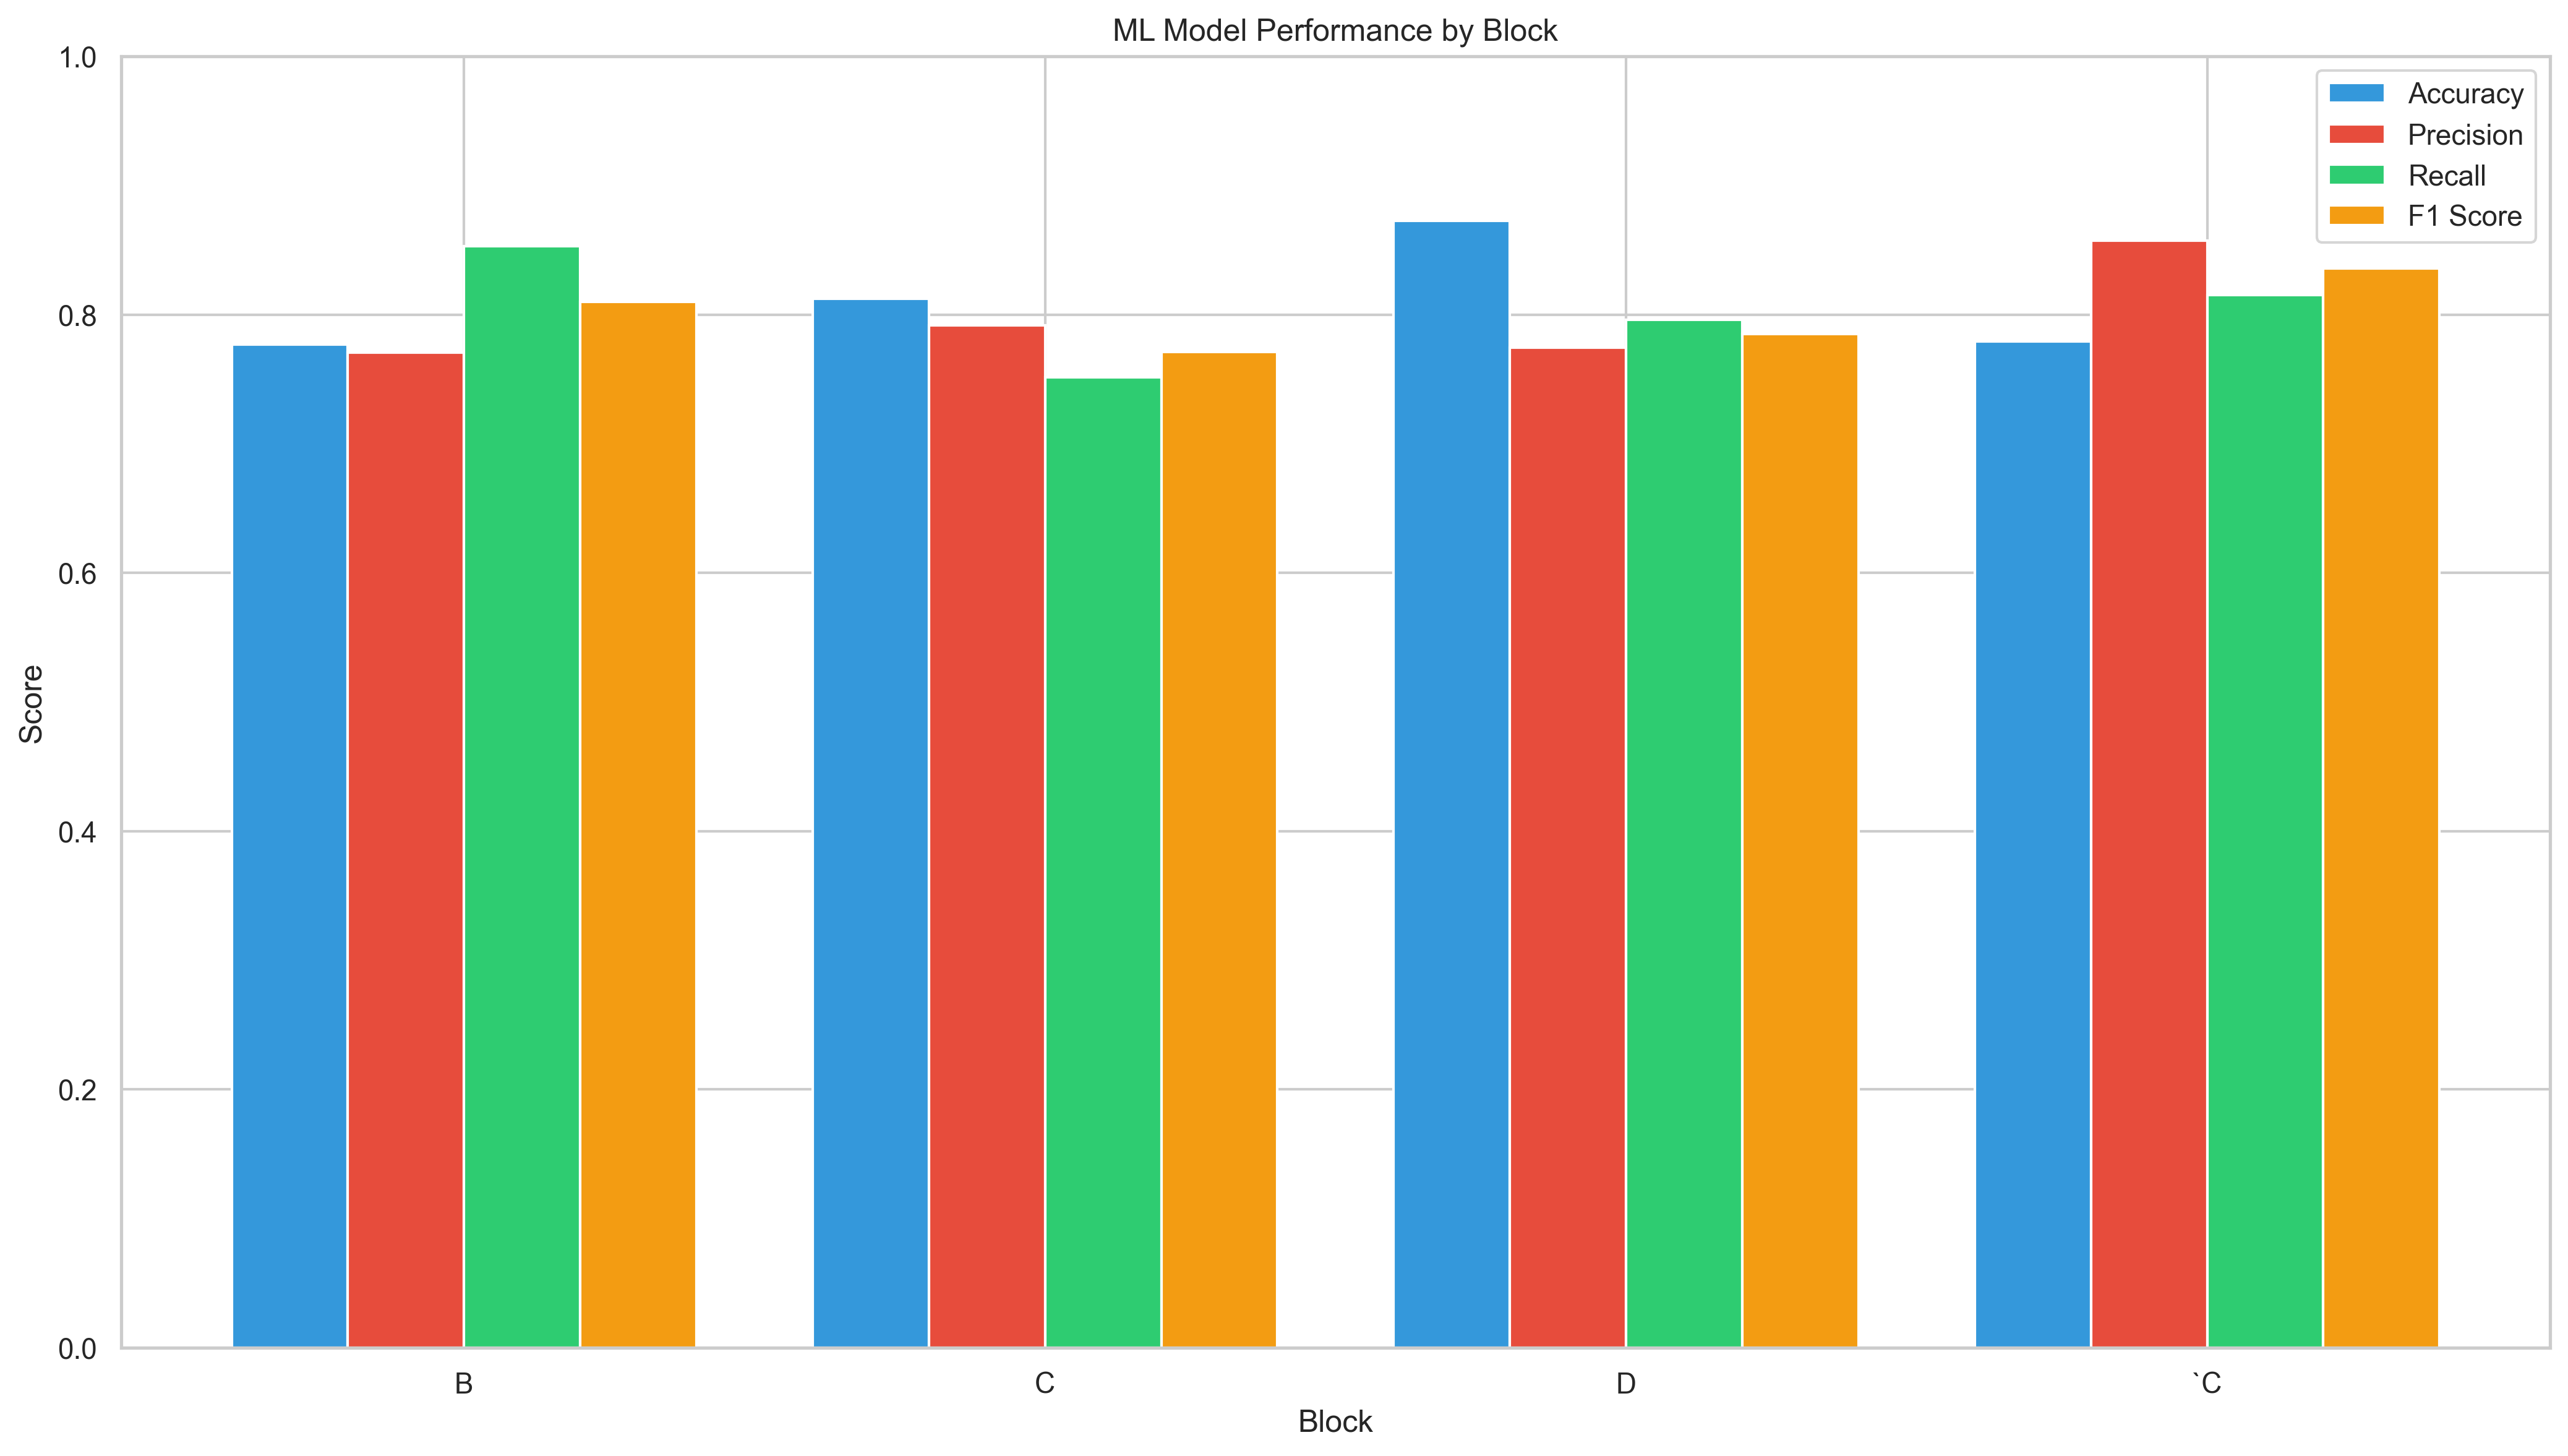 ML Model Performance by Block
1.0
0.8
0.6
0.4
0.2
0.0
Score
Accuracy
Precision
Recall
F1 Score
B
C
D
`C
Block